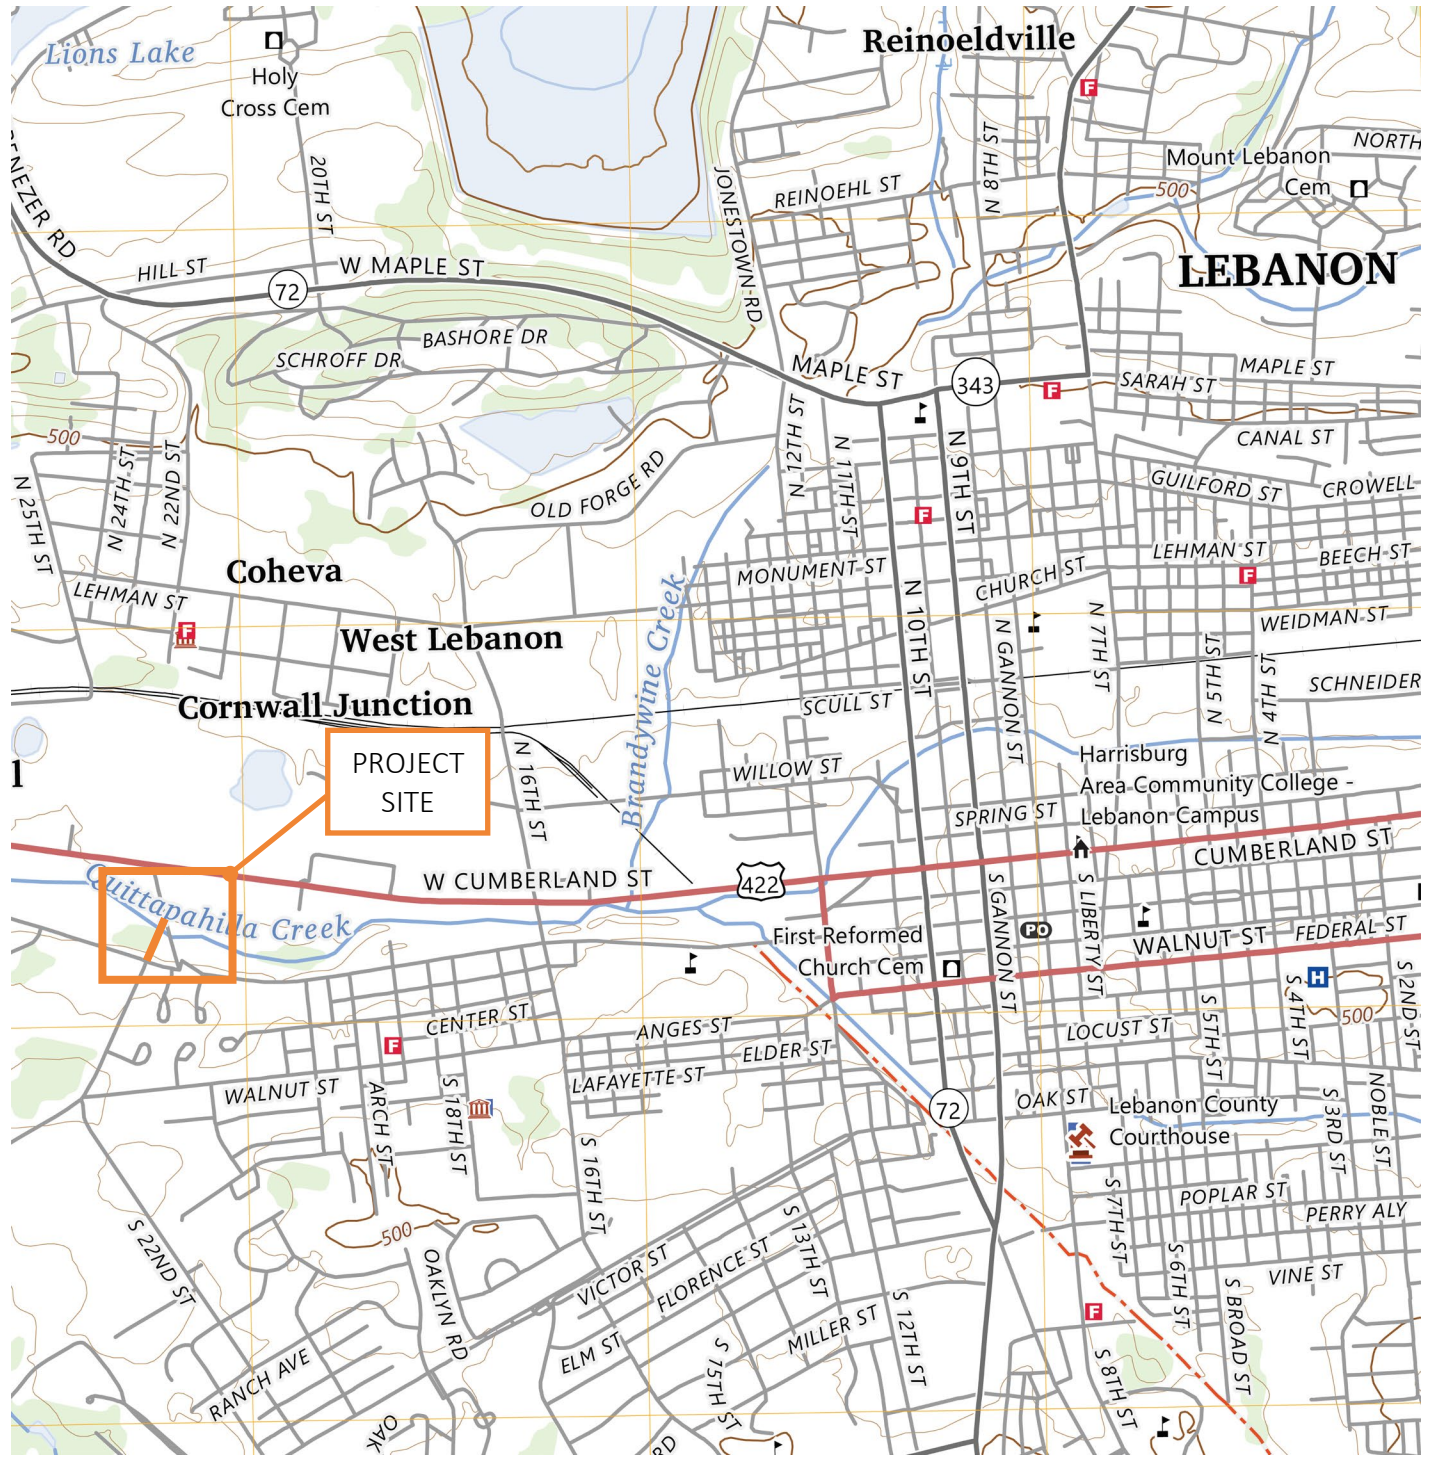 Reinoeldville
Lions Lake
Holy
Cross Cem
F
NORTH
Mount Lebanon
Cem
20TH ST
JONESTOWN RD
REINOEHL ST
N 8TH ST
500
ENEZER RD
HILL ST
W MAPLE ST
72
LEBANON
BASHORE DR
SCHROFF DR
MAPLE ST
343
F
SARAH ST
MAPLE ST
500
CANAL ST
N 25TH ST
N 24TH ST
N 22ND ST
OLD FORGE RD
N 12TH ST
N 11TH ST
N 9TH ST
GUILFORD ST
CROWELL
F
Coheva
LEHMAN ST
F
West Lebanon
Brandywine Creek
MONUMENT ST
N 10TH ST
CHURCH ST
LEHMAN ST
BEECH ST
F
WEIDMAN ST
N GANNON ST
N 7TH ST
N 5TH ST
N 4TH ST
SCHNEIDER
Cornwall Junction
SCULL ST
l
PROJECT
SITE
N 16TH ST
WILLOW ST
Harrisburg
Area Community College -
Lebanon Campus
SPRING ST
CUMBERLAND ST
W CUMBERLAND ST
422
Quittapahilla Creek
S GANNON ST
S LIBERTY ST
PO
First Reformed
Church Cem
WALNUT ST
FEDERAL ST
H
S 4TH ST
S 2ND ST
500
CENTER ST
ANGES ST
S 5TH ST
LOCUST ST
F
ELDER ST
WALNUT ST
LAFAYETTE ST
ARCH ST
S 18TH ST
72
OAK ST
Lebanon County
Courthouse
S 3RD ST
NOBLE ST
S 16TH ST
S 7TH ST
POPLAR ST
PERRY ALY
S 22ND ST
500
OAKLYN RD
VICTOR ST
FLORENCE ST
S 13TH ST
S 6TH ST
VINE ST
S BROAD ST
F
ELM ST
MILLER ST
S 12TH ST
RANCH AVE
S 15TH ST
S 8TH ST
OAK
RD